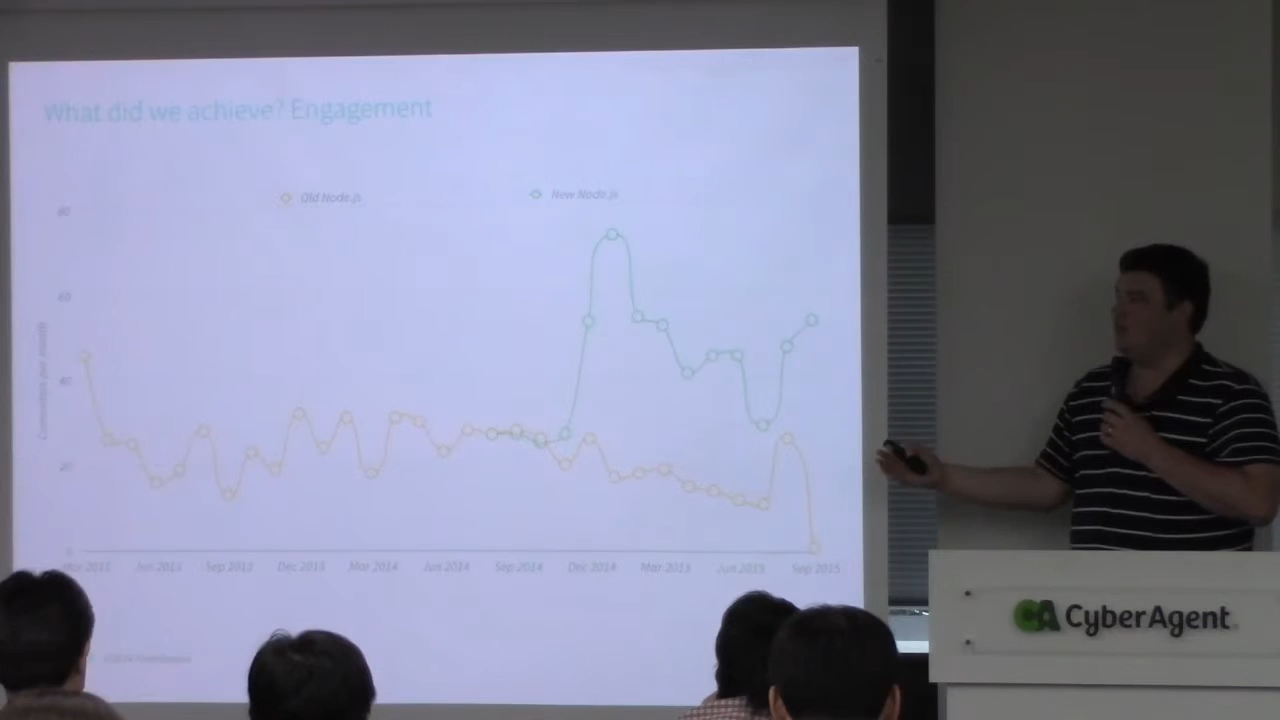 What did we achieve? Engagement
Old Node.js
New Node.js
80
60
40
20
0
Mar 2013
Jun 2013
Sep 2013
Dec 2013
Mar 2014
Jun 2014
Sep 2014
Dec 2014
Mar 2015
Jun 2015
Sep 2015
CA CyberAgent